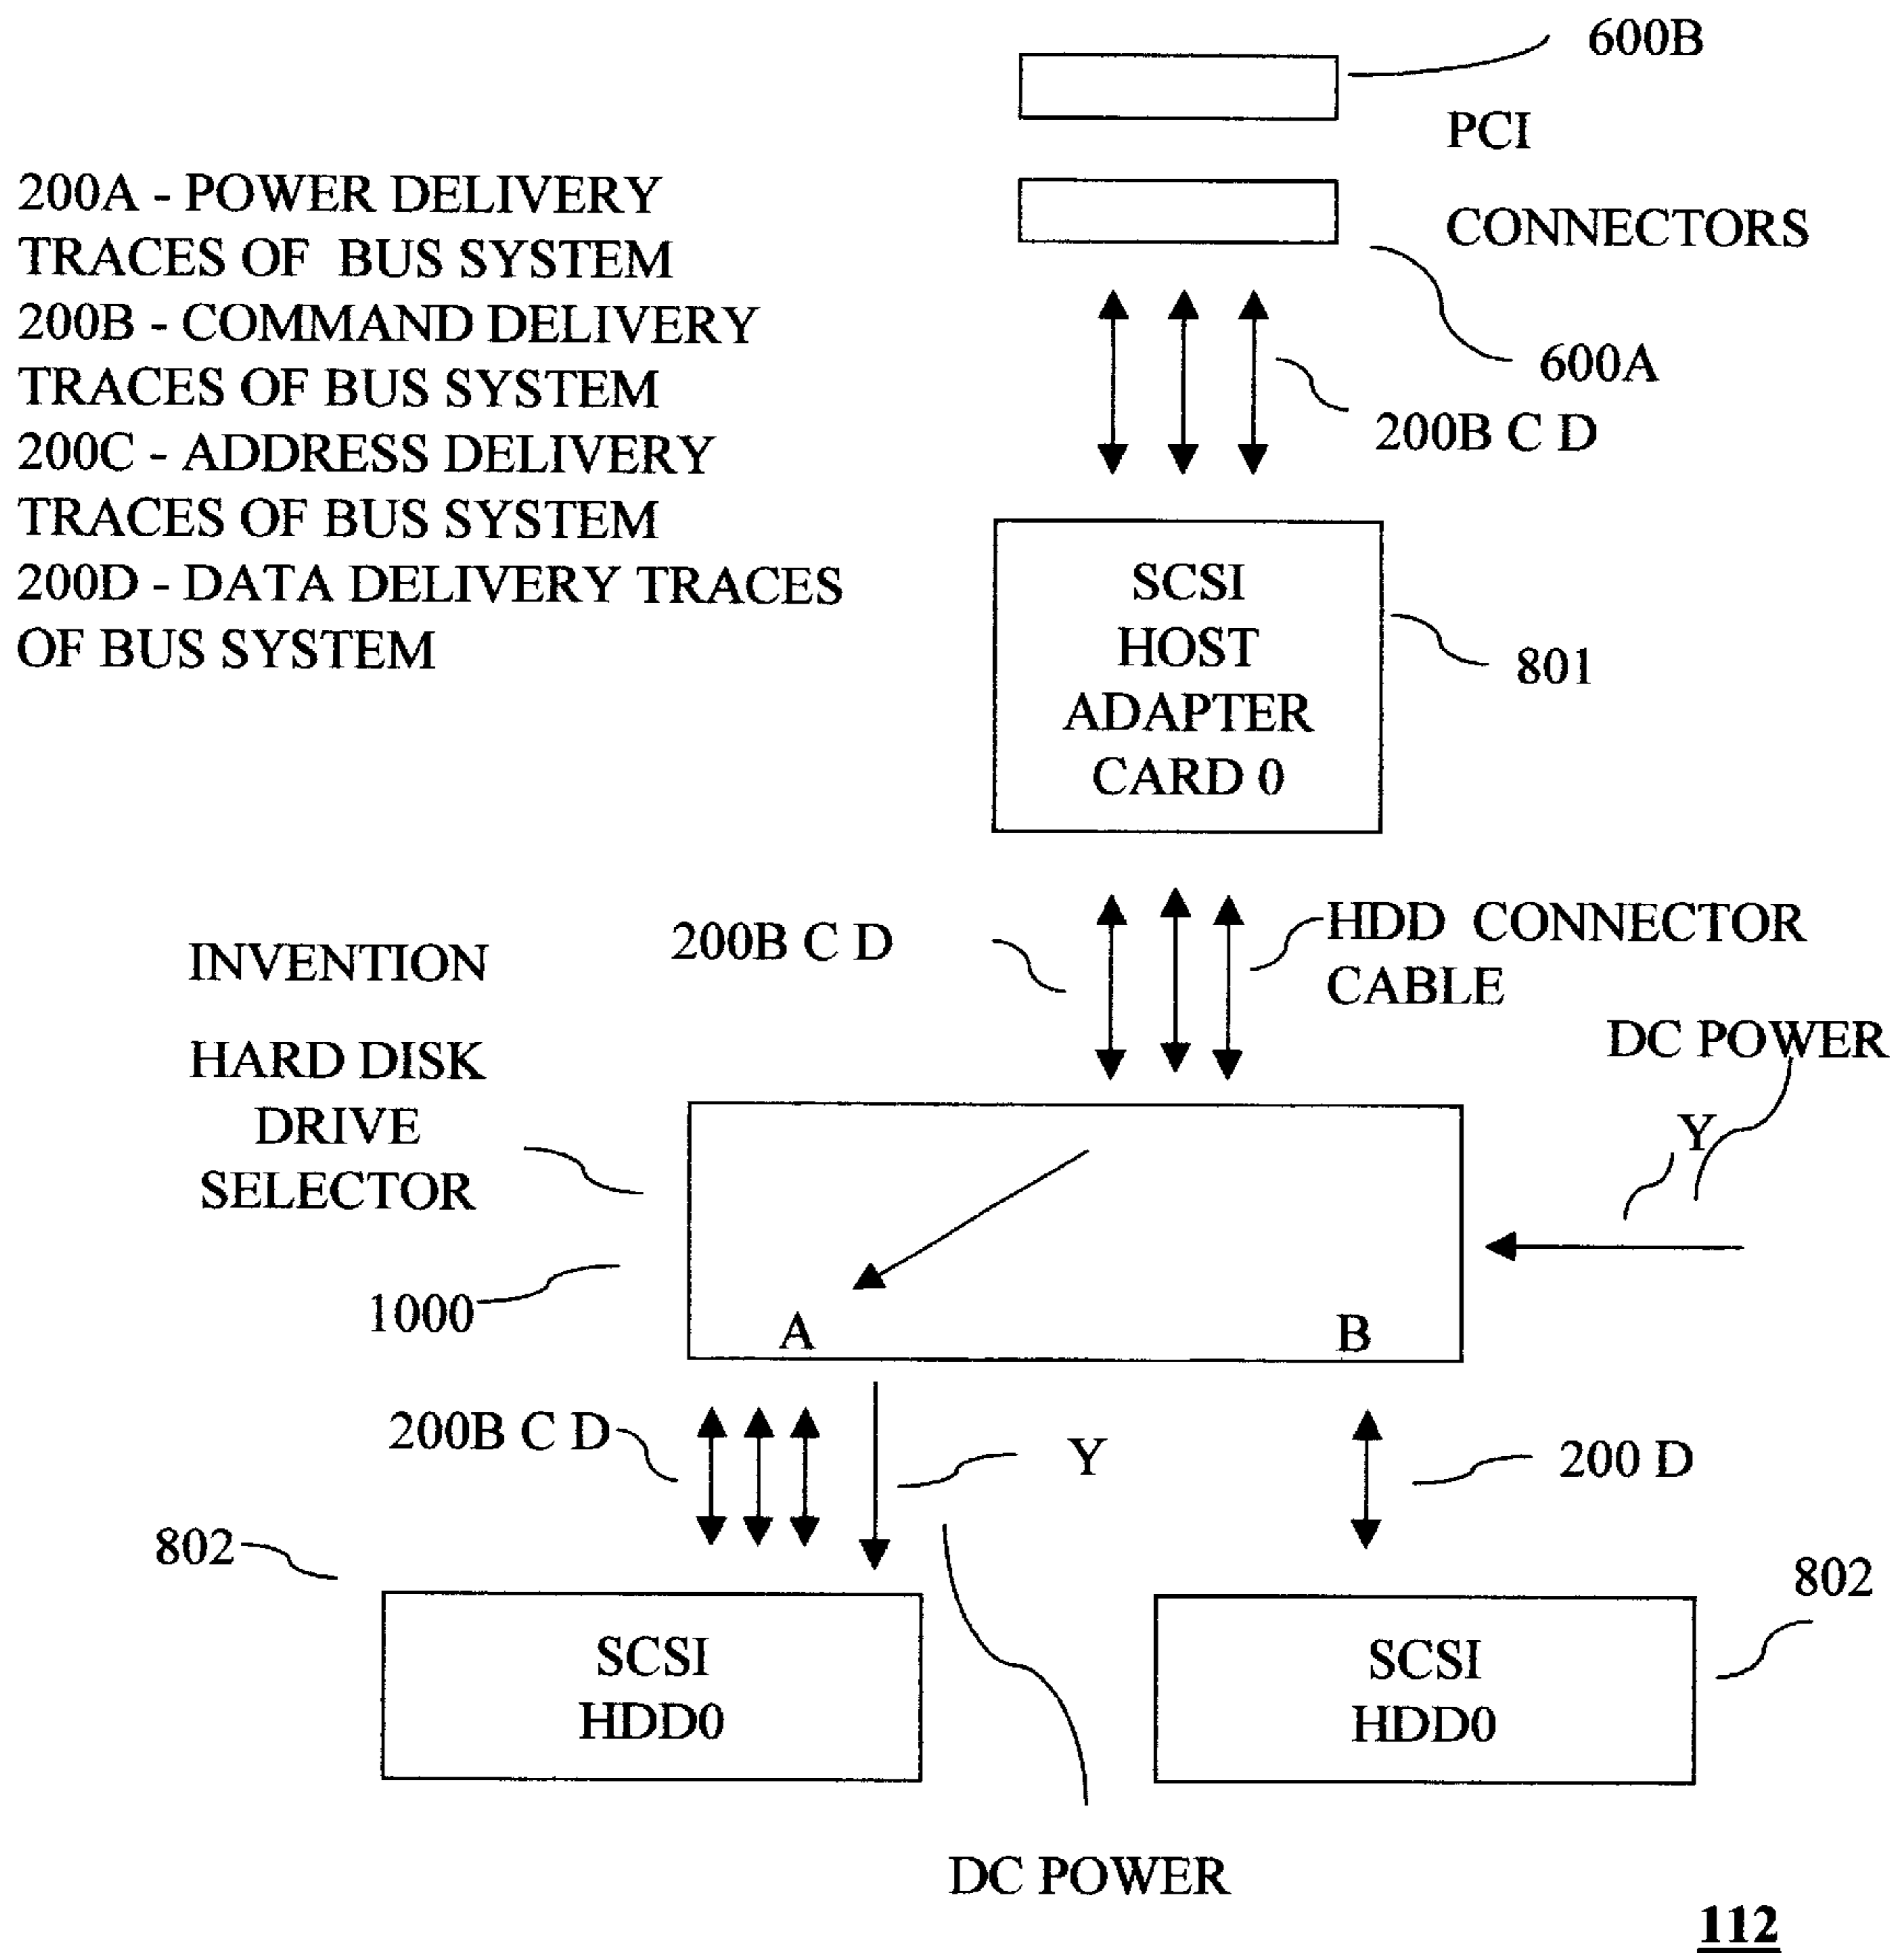 600B
PCI
CONNECTORS
600A
200B C D
200A - POWER DELIVERY
TRACES OF BUS SYSTEM
200B - COMMAND DELIVERY
TRACES OF BUS SYSTEM
200C - ADDRESS DELIVERY
TRACES OF BUS SYSTEM
200D - DATA DELIVERY TRACES
OF BUS SYSTEM
SCSI
HOST
ADAPTER
CARD 0
801
200B C D
HDD CONNECTOR
CABLE
INVENTION
HARD DISK
DRIVE
SELECTOR
1000
DC POWER
Y
A
B
200B C D
Y
200 D
802
SCSI
HDD0
802
SCSI
HDD0
DC POWER
112